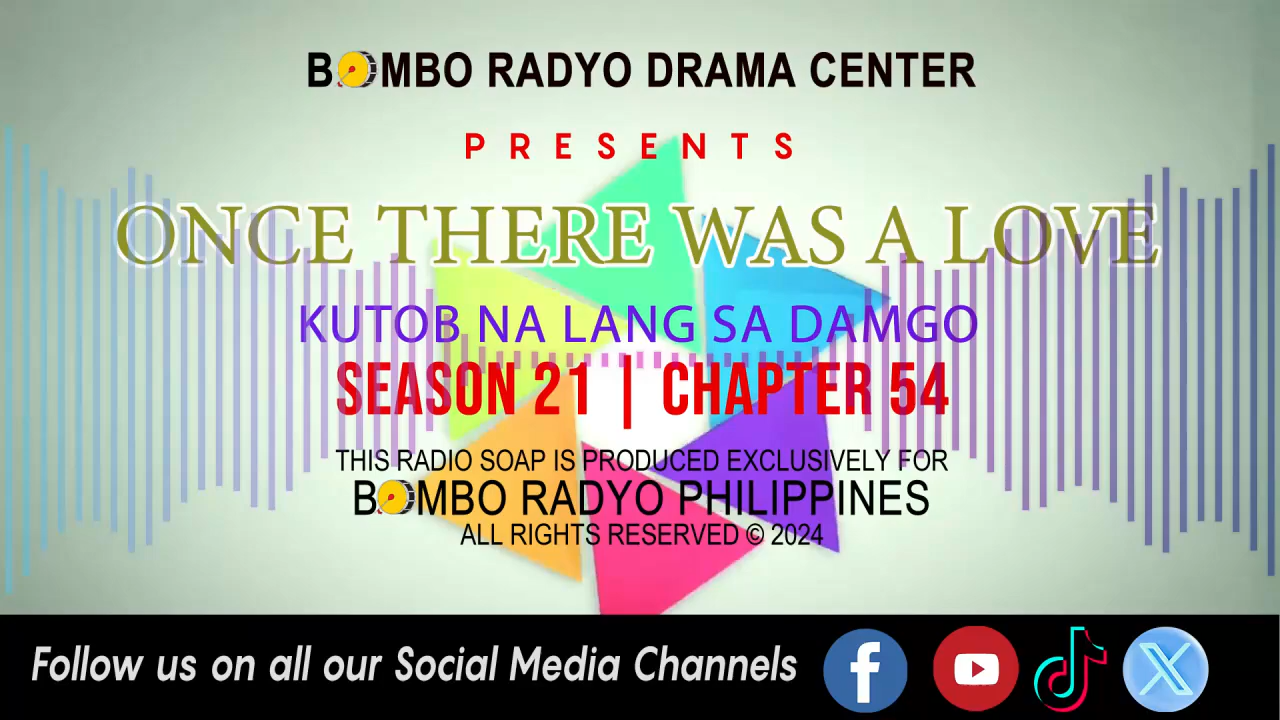 BOMBO RADYO DRAMA CENTER
PRESENTS
ONCE THERE WAS A LOVE
KUTOB NA LANG SA DAMGO
SEASON 21 | CHAPTER 54
THIS RADIO SOAP IS PRODUCED EXCLUSIVELY FOR
BOMBO RADYO PHILIPPINES
ALL RIGHTS RESERVED © 2024
Follow us on all our Social Media Channels